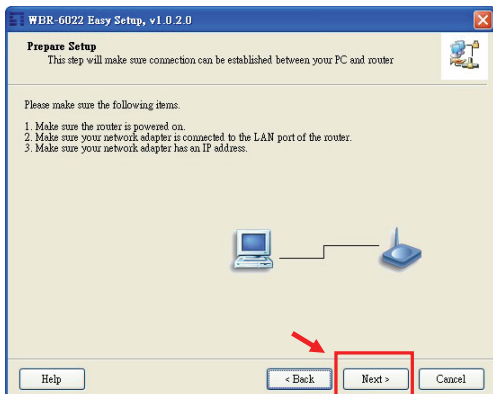 WBR-6022 Easy Setup, v1.0.2.0
Prepare Setup
This step will make sure connection can be established between your PC and router
Please make sure the following items.
1. Make sure the router is powered on.
2. Make sure your network adapter is connected to the LAN port of the router.
3. Make sure your network adapter has an IP address.
Help
< Back
Next >
Cancel